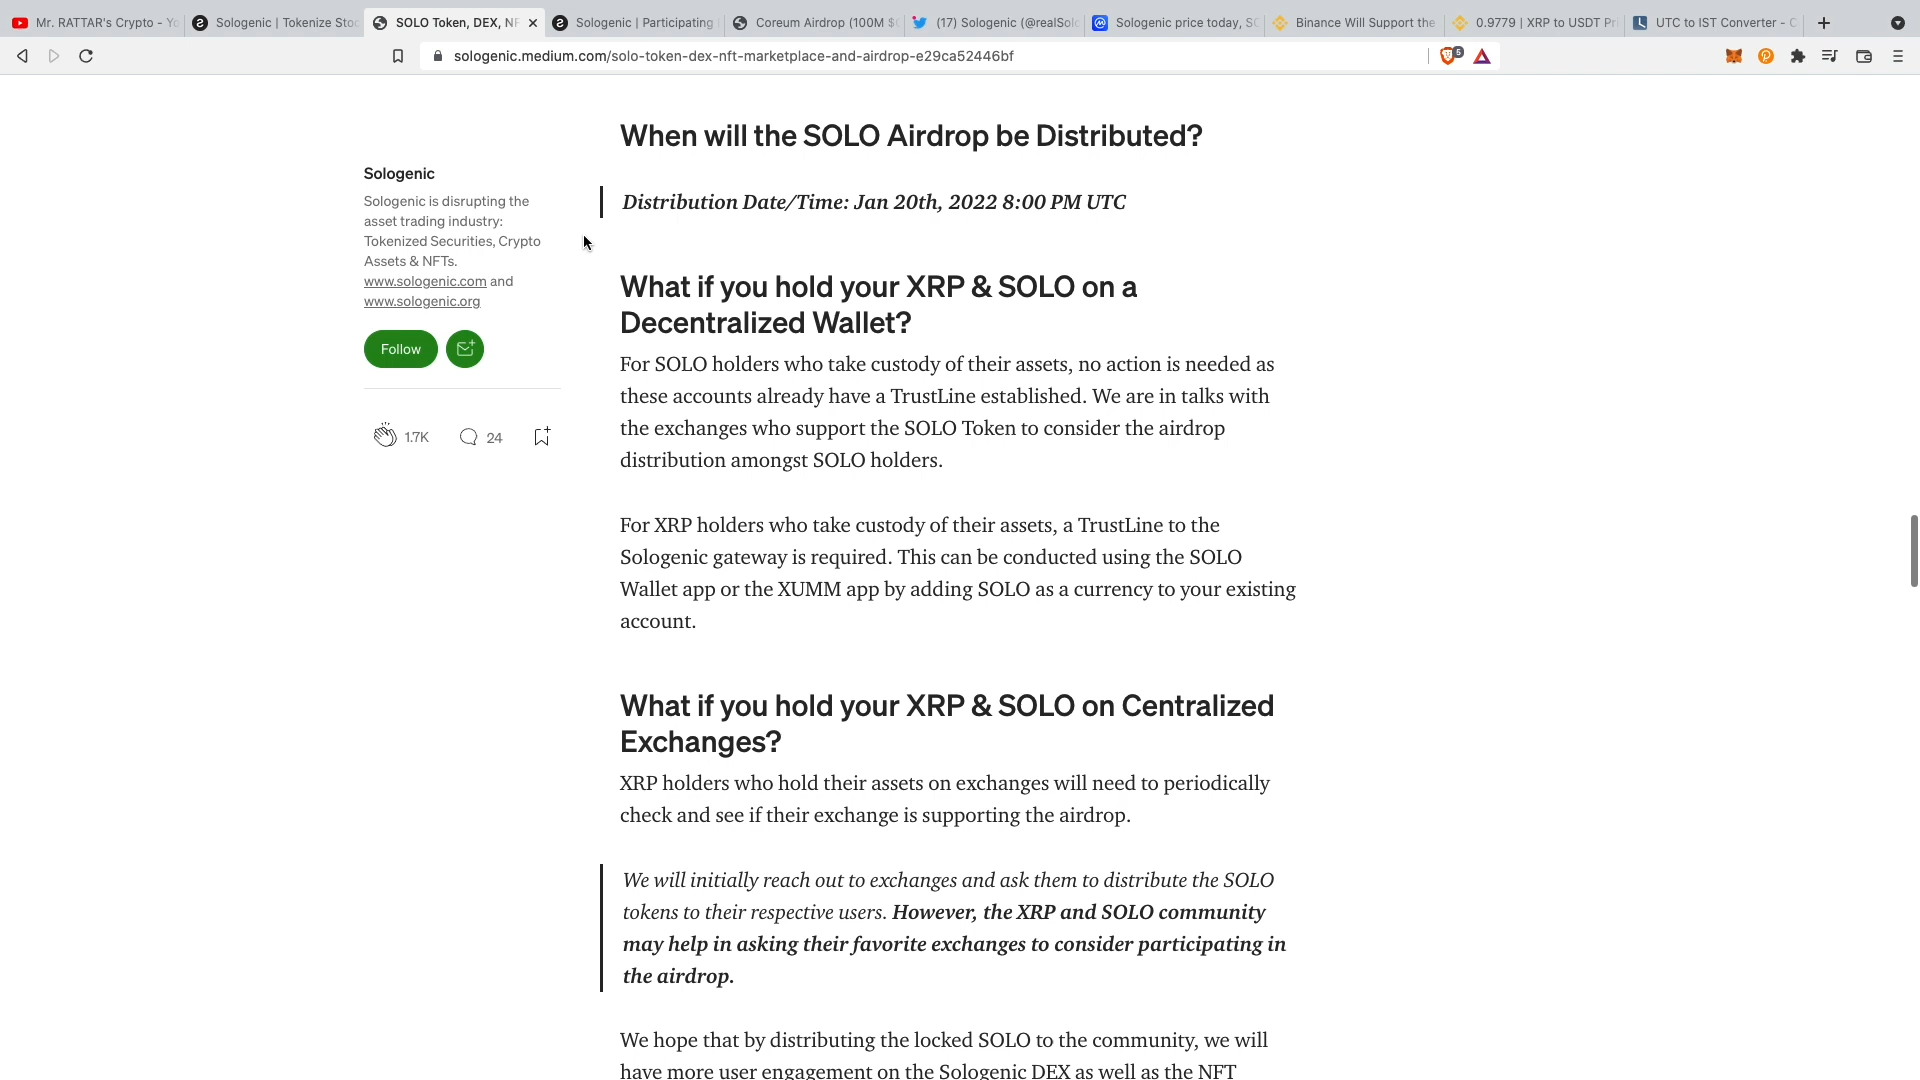 Mr. RATTAR's Crypto - Yo
Sologenic | Tokenize Stoc
SOLO Token, DEX, NF
Sologenic | Participating
Coreum Airdrop (100M $
(17) Sologenic (@realSolo
Sologenic price today, SO
Binance Will Support the
0.9779 | XRP to USDT Pri
UTC to IST Converter - C
sologenic.medium.com/solo-token-dex-nft-marketplace-and-airdrop-e29ca52446bf
5
When will the SOLO Airdrop be Distributed?
Sologenic
Sologenic is disrupting the
asset trading industry:
Tokenized Securities, Crypto
Assets & NFTs.
www.sologenic.com and
www.sologenic.org
Follow
1.7K
24
Distribution Date/Time: Jan 20th, 2022 8:00 PM UTC
What if you hold your XRP & SOLO on a
Decentralized Wallet?
For SOLO holders who take custody of their assets, no action is needed as
these accounts already have a TrustLine established. We are in talks with
the exchanges who support the SOLO Token to consider the airdrop
distribution amongst SOLO holders.
For XRP holders who take custody of their assets, a TrustLine to the
Sologenic gateway is required. This can be conducted using the SOLO
Wallet app or the XUMM app by adding SOLO as a currency to your existing
account.
What if you hold your XRP & SOLO on Centralized
Exchanges?
XRP holders who hold their assets on exchanges will need to periodically
check and see if their exchange is supporting the airdrop.
We will initially reach out to exchanges and ask them to distribute the SOLO
tokens to their respective users. However, the XRP and SOLO community
may help in asking their favorite exchanges to consider participating in
the airdrop.
We hope that by distributing the locked SOLO to the community, we will
have more user engagement on the Sologenic DEX as well as the NFT